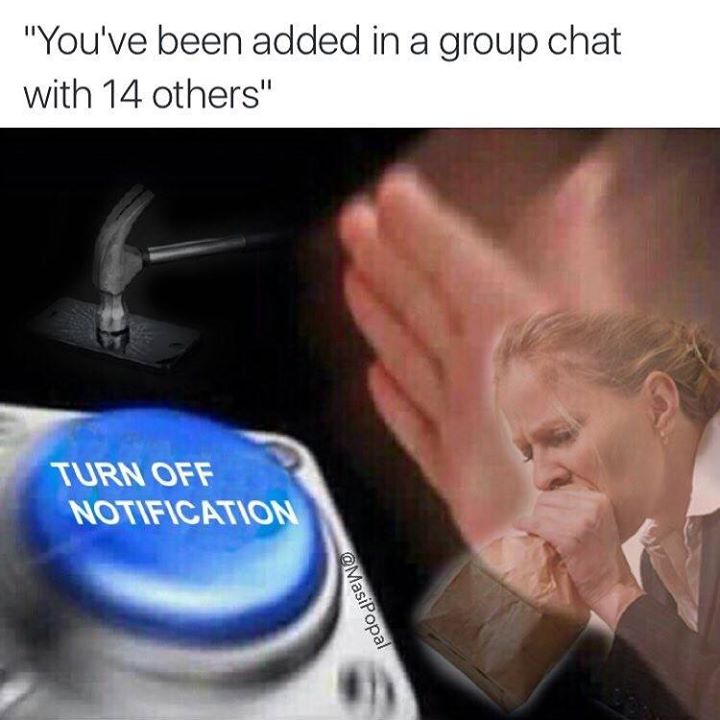 "You've been added in a group chat
with 14 others"
TURN OFF
NOTIFICATION
@MasiPopal